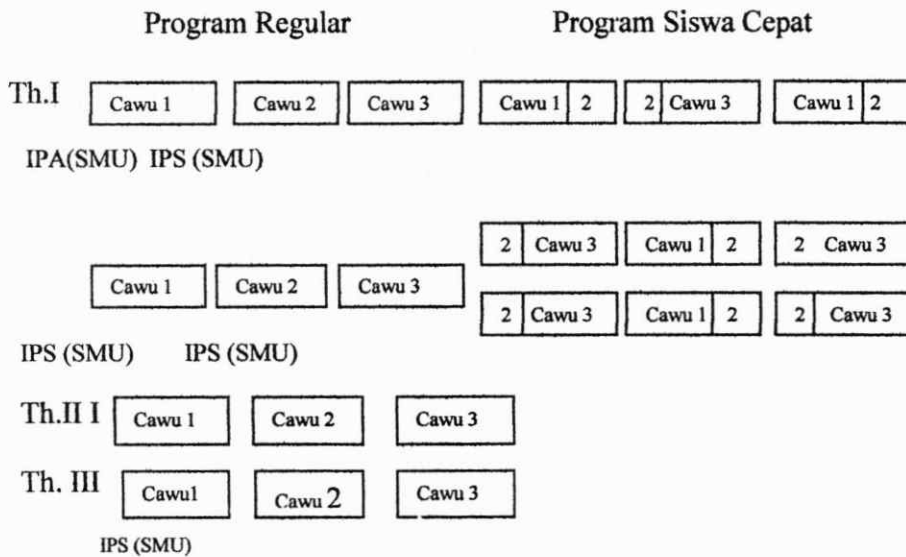 Program Regular Program Siswa Cepat
Th.I Cawu 1 Cawu 2 Cawu 3 Cawu 1 2 2 Cawu 3 Cawu 1 2
IPA(SMU) IPS (SMU)
2 Cawu 3 Cawu 1 2 2 Cawu 3
Cawu 1 Cawu 2 Cawu 3
2 Cawu 3 Cawu 1 2 2 Cawu 3
IPS (SMU) IPS (SMU)
Th.II I Cawu 1 Cawu 2 Cawu 3
Th. III Cawu1 Cawu 2 Cawu 3
IPS (SMU)